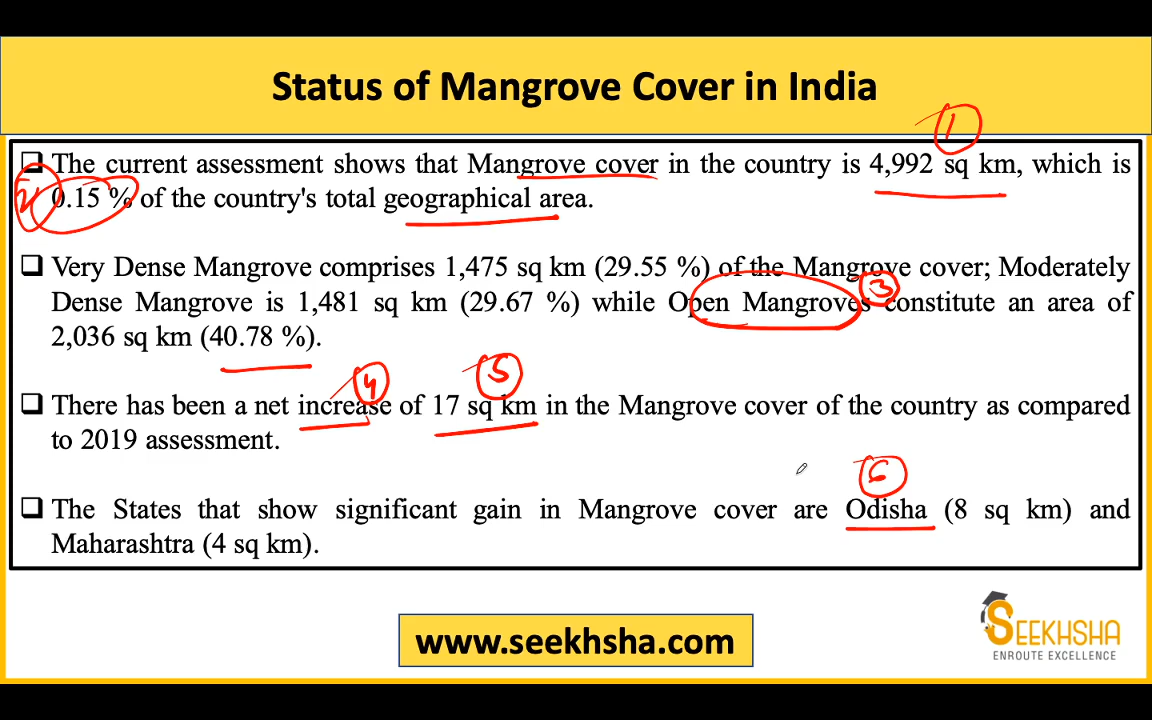 Status of Mangrove Cover in India
1
❑ The current assessment shows that Mangrove cover in the country is 4,992 sq km, which is
2
0.15 % of the country's total geographical area.
❑ Very Dense Mangrove comprises 1,475 sq km (29.55 %) of the Mangrove cover; Moderately
3
Dense Mangrove is 1,481 sq km (29.67 %) while Open Mangroves constitute an area of
2,036 sq km (40.78 %).
4 5
❑ There has been a net increase of 17 sq km in the Mangrove cover of the country as compared
to 2019 assessment.
6
❑ The States that show significant gain in Mangrove cover are Odisha (8 sq km) and
Maharashtra (4 sq km).
www.seekhsha.com
SEEKHSHA
ENROUTE EXCELLENCE